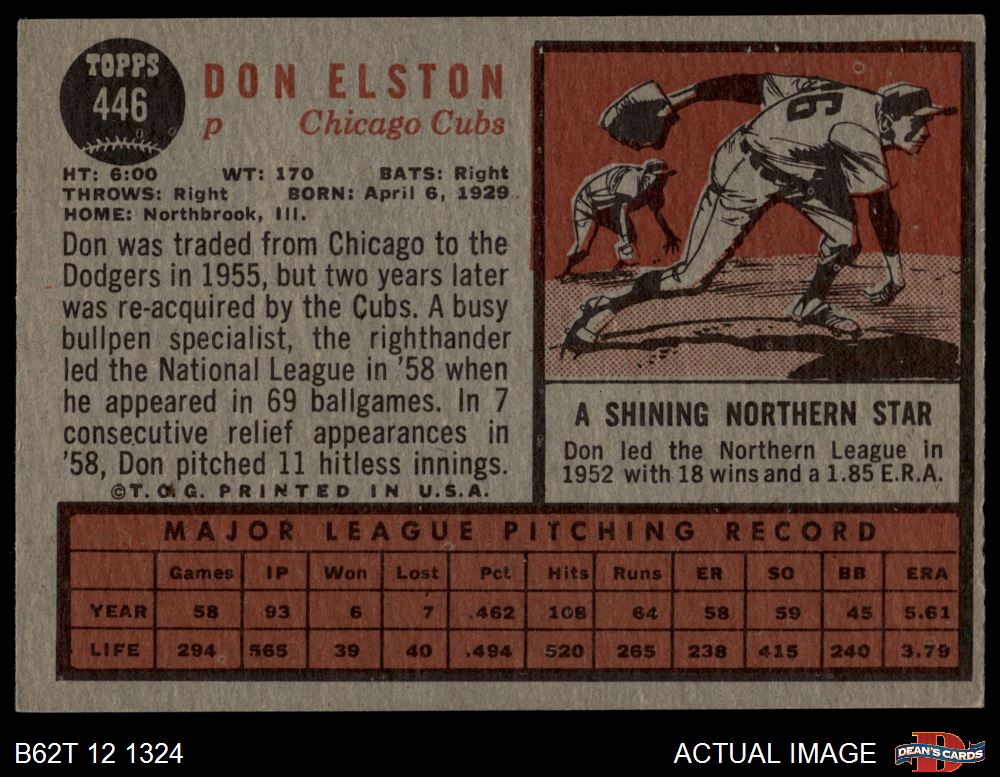 TOPPS
446
DON ELSTON
p Chicago Cubs
HT: 6:00 WT: 170 BATS: Right
THROWS: Right BORN: April 6, 1929
HOME: Northbrook, Ill.
Don was traded from Chicago to the
Dodgers in 1955, but two years later
was re-acquired by the Cubs. A busy
bullpen specialist, the righthander
led the National League in '58 when
he appeared in 69 ballgames. In 7
consecutive relief appearances in
'58, Don pitched 11 hitless innings.
©T.C.G. PRINTED IN U.S.A.
A SHINING NORTHERN STAR
Don led the Northern League in
1952 with 18 wins and a 1.85 E.R.A.
MAJOR LEAGUE PITCHING RECORD
Games IP Won Lost Pct Hits Runs ER SO BB ERA
YEAR 58 93 6 7 .462 108 64 58 59 45 5.61
LIFE 294 565 39 40 .494 520 265 238 415 240 3.79
B62T 12 1324
ACTUAL IMAGE
DEAN'S CARDS